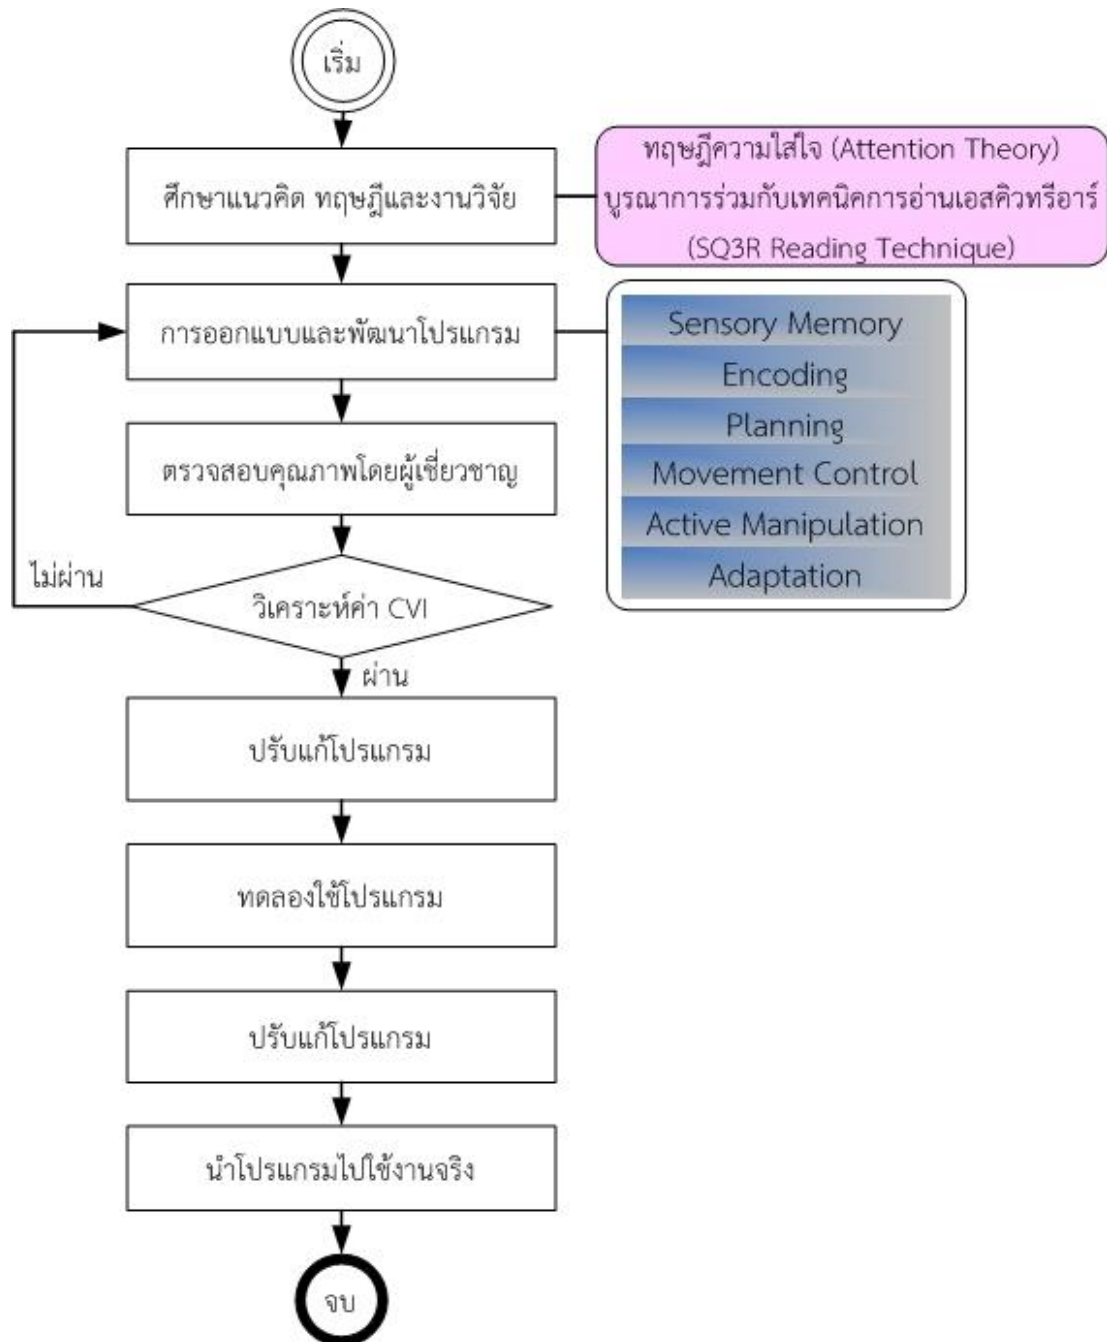 เริ่ม
ศึกษาแนวคิด ทฤษฎีและงานวิจัย
ทฤษฎีความใส่ใจ (Attention Theory)
บูรณาการร่วมกับเทคนิคการอ่านเอสคิวทรีอาร์
(SQ3R Reading Technique)
การออกแบบและพัฒนาโปรแกรม
Sensory Memory
Encoding
Planning
Movement Control
Active Manipulation
Adaptation
ตรวจสอบคุณภาพโดยผู้เชี่ยวชาญ
ไม่ผ่าน
วิเคราะห์ค่า CVI
ผ่าน
ปรับแก้โปรแกรม
ทดลองใช้โปรแกรม
ปรับแก้โปรแกรม
นำโปรแกรมไปใช้งานจริง
จบ